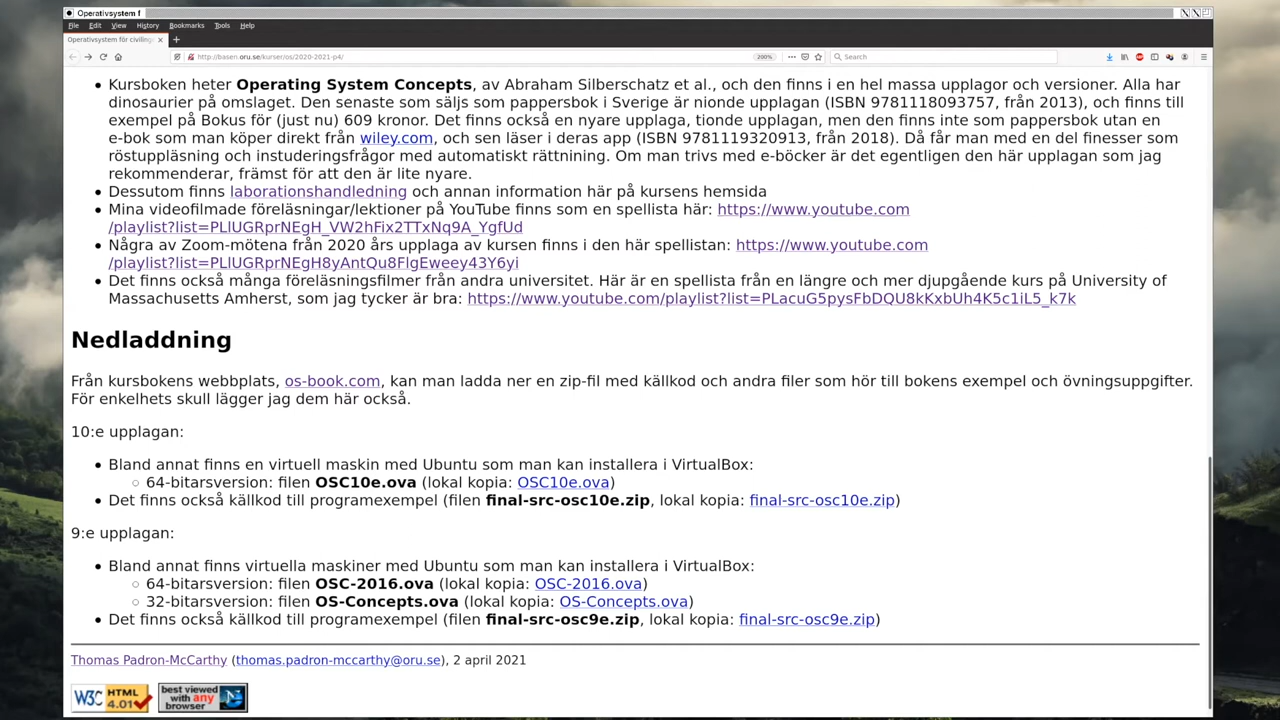 Operativsystem f
File Edit View History Bookmarks Tools Help
Operativsystem för civiling
http://basen.oru.se/kurser/os/2020-2021-p4/ 200% Search
Kursboken heter Operating System Concepts, av Abraham Silberschatz et al., och den finns i en hel massa upplagor och versioner. Alla har
dinosaurier på omslaget. Den senaste som säljs som pappersbok i Sverige är nionde upplagan (ISBN 9781118093757, från 2013), och finns till
exempel på Bokus för (just nu) 609 kronor. Det finns också en nyare upplaga, tionde upplagan, men den finns inte som pappersbok utan en
e-bok som man köper direkt från wiley.com, och sen läser i deras app (ISBN 9781119320913, från 2018). Då får man med en del finesser som
röstuppläsning och instuderingsfrågor med automatiskt rättning. Om man trivs med e-böcker är det egentligen den här upplagan som jag
rekommenderar, främst för att den är lite nyare.
Dessutom finns laborationshandledning och annan information här på kursens hemsida
Mina videofilmade föreläsningar/lektioner på YouTube finns som en spellista här: https://www.youtube.com
/playlist?list=PLlUGRprNEgH_VW2hFix2TTxNq9A_YgfUd
Några av Zoom-mötena från 2020 års upplaga av kursen finns i den här spellistan: https://www.youtube.com
/playlist?list=PLlUGRprNEgH8yAntQu8FlgEweey43Y6yi
Det finns också många föreläsningsfilmer från andra universitet. Här är en spellista från en längre och mer djupgående kurs på University of
Massachusetts Amherst, som jag tycker är bra: https://www.youtube.com/playlist?list=PLacuG5pysFbDQU8kKxbUh4K5c1iL5_k7k
Nedladdning
Från kursbokens webbplats, os-book.com, kan man ladda ner en zip-fil med källkod och andra filer som hör till bokens exempel och övningsuppgifter.
För enkelhets skull lägger jag dem här också.
10:e upplagan:
Bland annat finns en virtuell maskin med Ubuntu som man kan installera i VirtualBox:
64-bitarsversion: filen OSC10e.ova (lokal kopia: OSC10e.ova)
Det finns också källkod till programexempel (filen final-src-osc10e.zip, lokal kopia: final-src-osc10e.zip)
9:e upplagan:
Bland annat finns virtuella maskiner med Ubuntu som man kan installera i VirtualBox:
64-bitarsversion: filen OSC-2016.ova (lokal kopia: OSC-2016.ova)
32-bitarsversion: filen OS-Concepts.ova (lokal kopia: OS-Concepts.ova)
Det finns också källkod till programexempel (filen final-src-osc9e.zip, lokal kopia: final-src-osc9e.zip)
Thomas Padron-McCarthy (thomas.padron-mccarthy@oru.se), 2 april 2021
W3C HTML 4.01 best viewed with any browser N